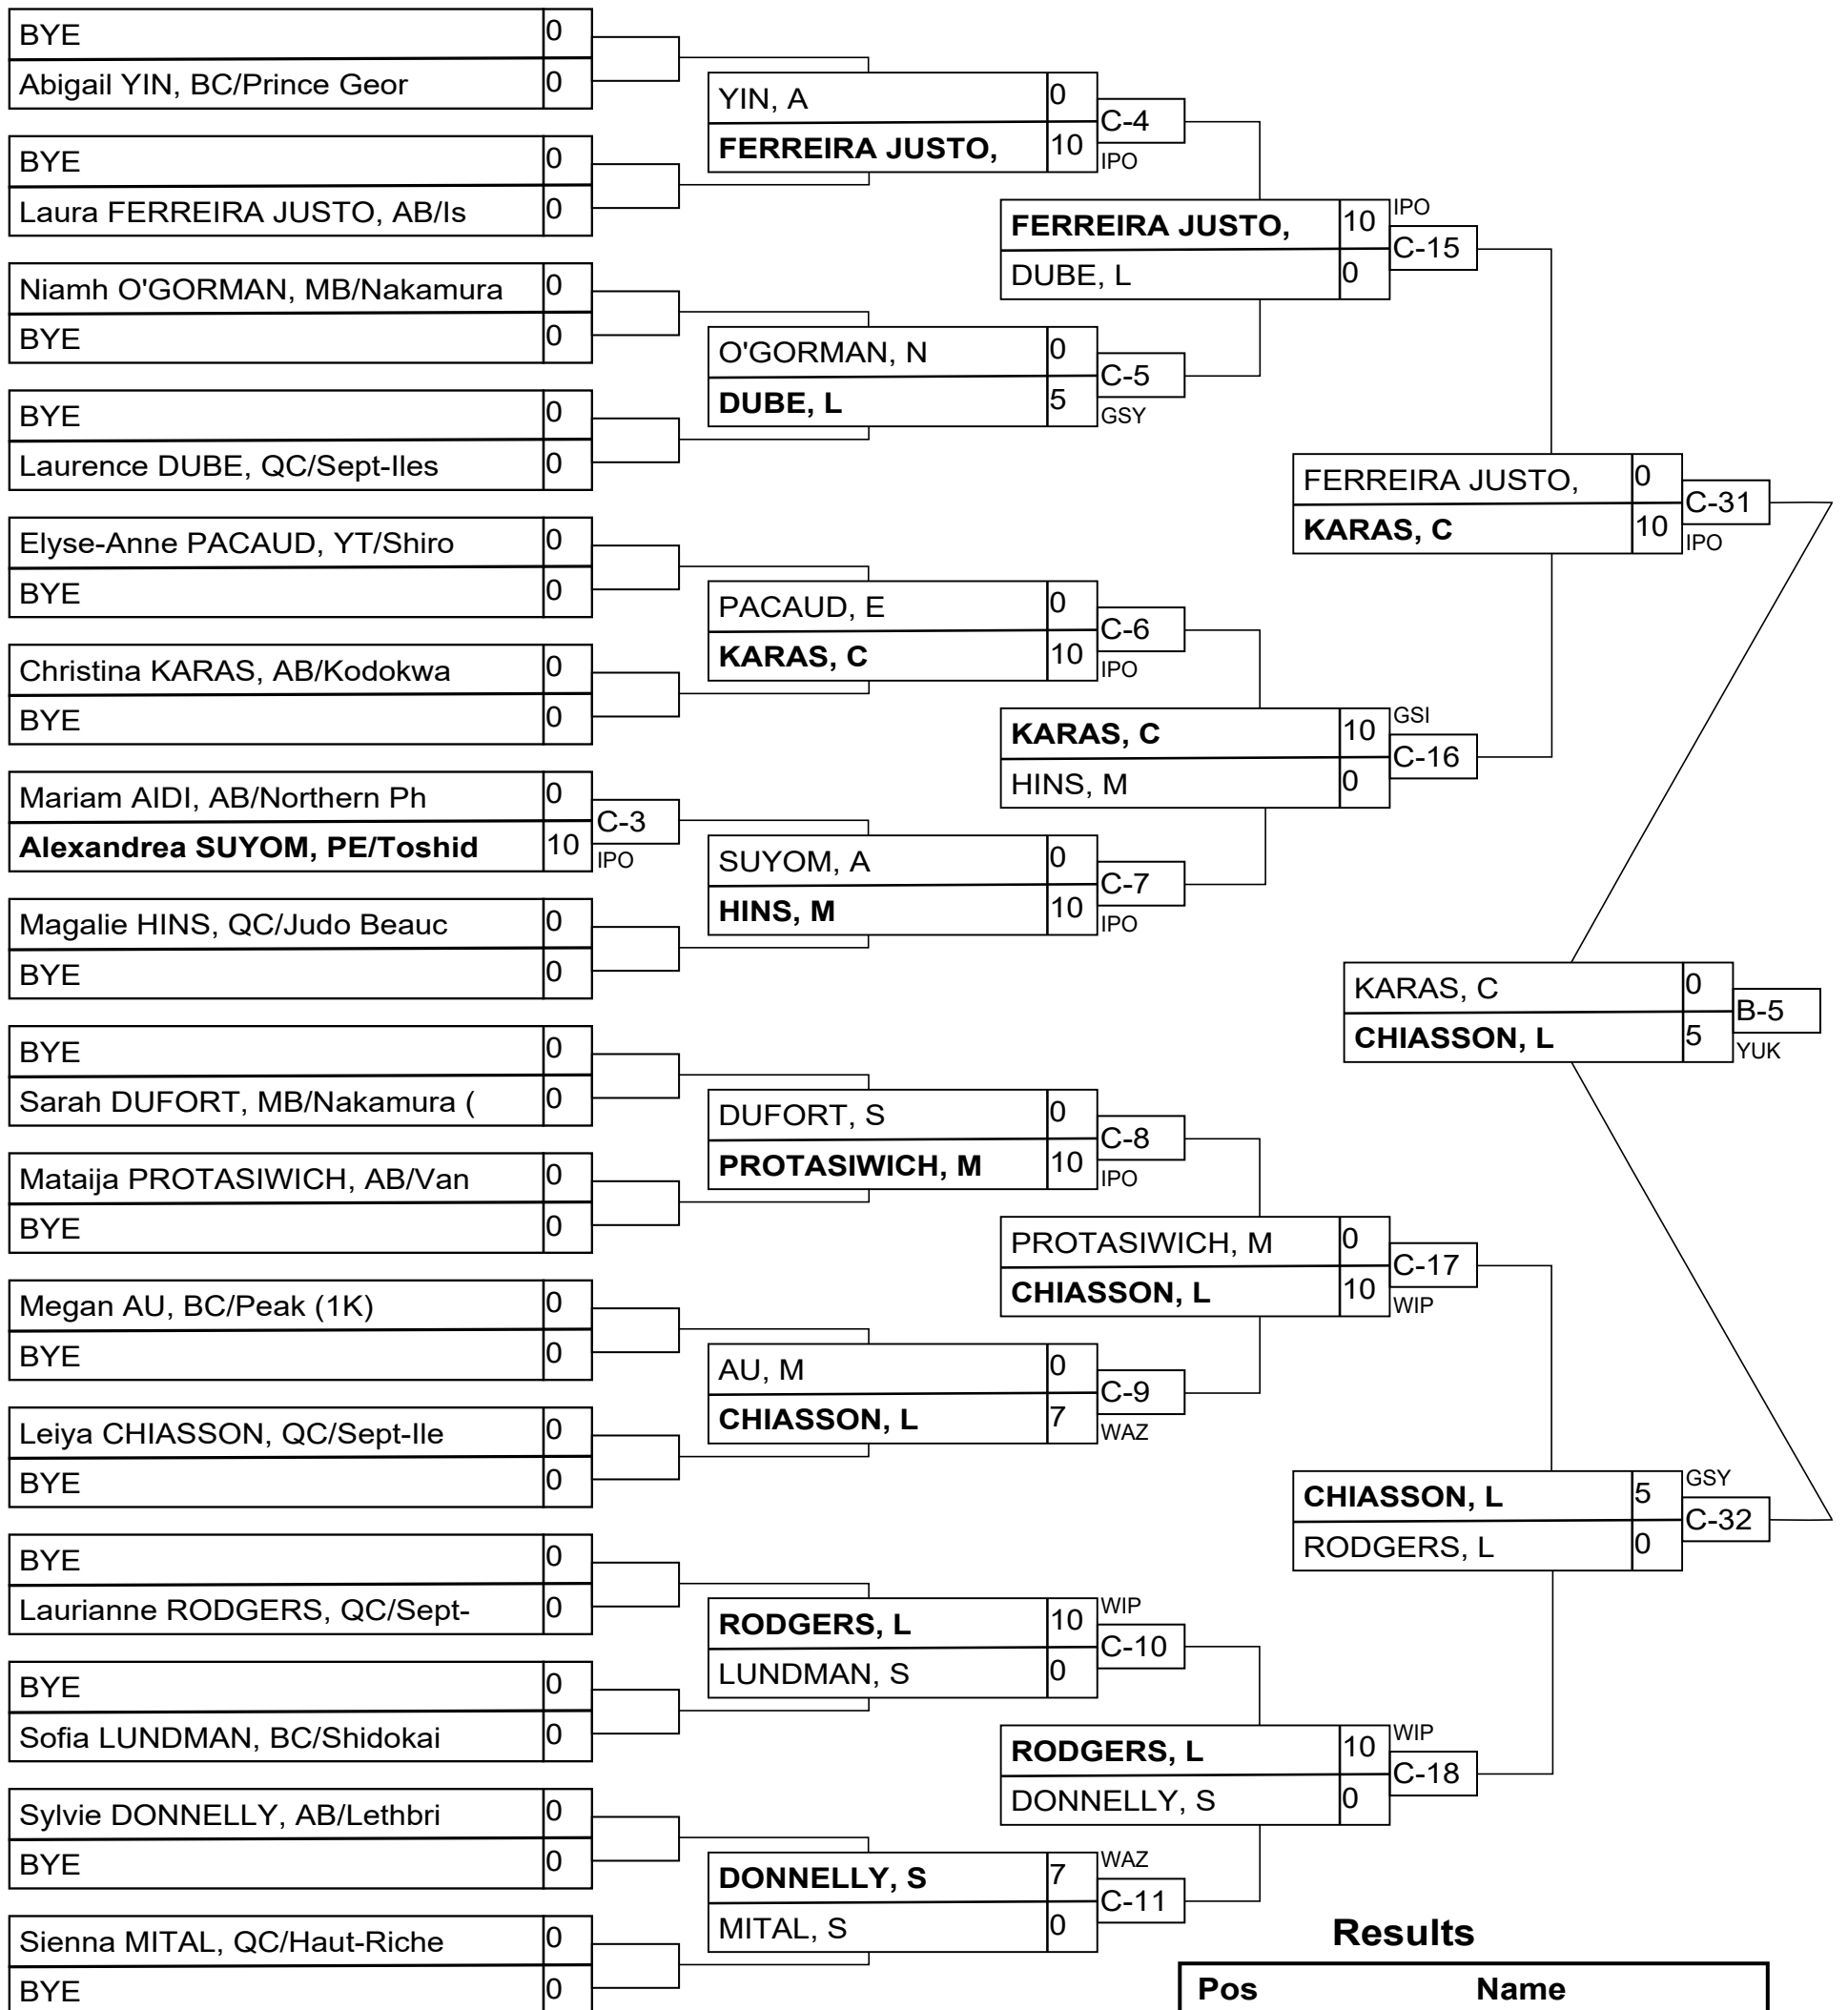 BYE 0
Abigail YIN, BC/Prince Geor 0
BYE 0
Laura FERREIRA JUSTO, AB/Is 0
Niamh O'GORMAN, MB/Nakamura 0
BYE 0
BYE 0
Laurence DUBE, QC/Sept-Iles 0
Elyse-Anne PACAUD, YT/Shiro 0
BYE 0
Christina KARAS, AB/Kodokwa 0
BYE 0
Mariam AIDI, AB/Northern Ph 0
C-3
Alexandrea SUYOM, PE/Toshid 10
IPO
Magalie HINS, QC/Judo Beauc 0
BYE 0
BYE 0
Sarah DUFORT, MB/Nakamura ( 0
Mataija PROTASIWICH, AB/Van 0
BYE 0
Megan AU, BC/Peak (1K) 0
BYE 0
Leiya CHIASSON, QC/Sept-Ile 0
BYE 0
BYE 0
Laurianne RODGERS, QC/Sept- 0
BYE 0
Sofia LUNDMAN, BC/Shidokai 0
Sylvie DONNELLY, AB/Lethbri 0
BYE 0
Sienna MITAL, QC/Haut-Riche 0
BYE 0
YIN, A 0
C-4
FERREIRA JUSTO, 10
IPO
O'GORMAN, N 0
C-5
DUBE, L 5
GSY
PACAUD, E 0
C-6
KARAS, C 10
IPO
SUYOM, A 0
C-7
HINS, M 10
IPO
DUFORT, S 0
C-8
PROTASIWICH, M 10
IPO
AU, M 0
C-9
CHIASSON, L 7
WAZ
WIP
RODGERS, L 10
C-10
LUNDMAN, S 0
WAZ
DONNELLY, S 7
C-11
MITAL, S 0
IPO
FERREIRA JUSTO, 10
C-15
DUBE, L 0
GSI
KARAS, C 10
C-16
HINS, M 0
PROTASIWICH, M 0
C-17
CHIASSON, L 10
WIP
WIP
RODGERS, L 10
C-18
DONNELLY, S 0
FERREIRA JUSTO, 0
C-31
KARAS, C 10
IPO
GSY
CHIASSON, L 5
C-32
RODGERS, L 0
KARAS, C 0
B-5
CHIASSON, L 5
YUK
Results
Pos Name